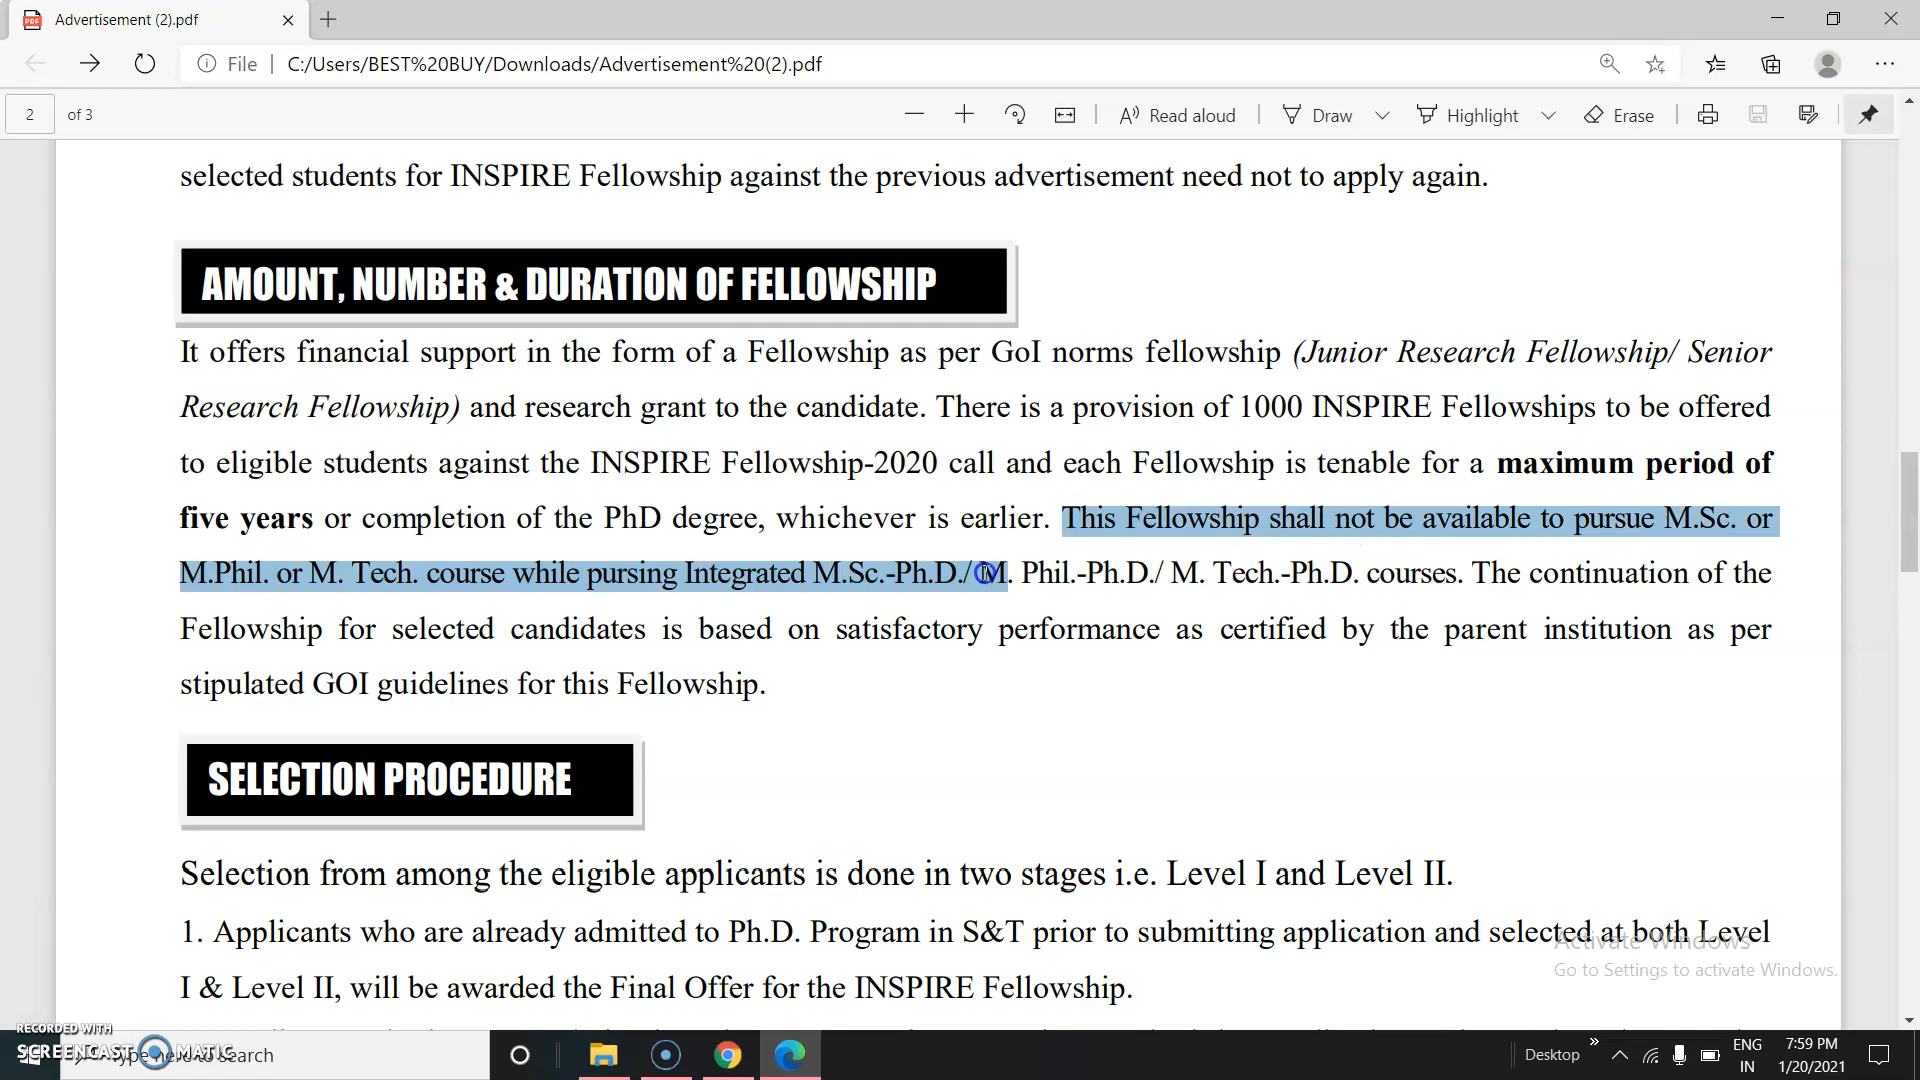 Advertisement (2).pdf
File
C:/Users/BEST%20BUY/Downloads/Advertisement%20(2).pdf
2 of 3
Read aloud
Draw
Highlight
Erase
selected students for INSPIRE Fellowship against the previous advertisement need not to apply again.
AMOUNT, NUMBER & DURATION OF FELLOWSHIP
It offers financial support in the form of a Fellowship as per GoI norms fellowship (Junior Research Fellowship/ Senior
Research Fellowship) and research grant to the candidate. There is a provision of 1000 INSPIRE Fellowships to be offered
to eligible students against the INSPIRE Fellowship-2020 call and each Fellowship is tenable for a maximum period of
five years or completion of the PhD degree, whichever is earlier. This Fellowship shall not be available to pursue M.Sc. or
M.Phil. or M. Tech. course while pursing Integrated M.Sc.-Ph.D./ M. Phil.-Ph.D./ M. Tech.-Ph.D. courses. The continuation of the
Fellowship for selected candidates is based on satisfactory performance as certified by the parent institution as per
stipulated GOI guidelines for this Fellowship.
SELECTION PROCEDURE
Selection from among the eligible applicants is done in two stages i.e. Level I and Level II.
1. Applicants who are already admitted to Ph.D. Program in S&T prior to submitting application and selected at both Level
I & Level II, will be awarded the Final Offer for the INSPIRE Fellowship.
Activate Windows
Go to Settings to activate Windows.
RECORDED WITH
SCREENCAST MATIC
Type here to search
Desktop
ENG
IN
7:59 PM
1/20/2021